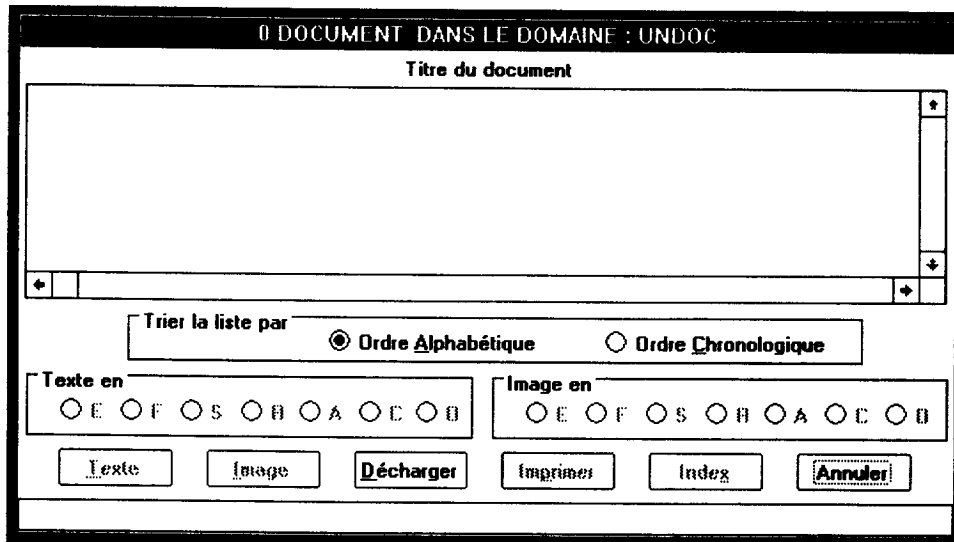 0 DOCUMENT DANS LE DOMAINE : UNDOC
Titre du document
Trier la liste par
Ordre Alphabétique Ordre Chronologique
Texte en Image en
E F S R A C O E F S R A C O
Texte Image Décharger Imprimer Index Annuler